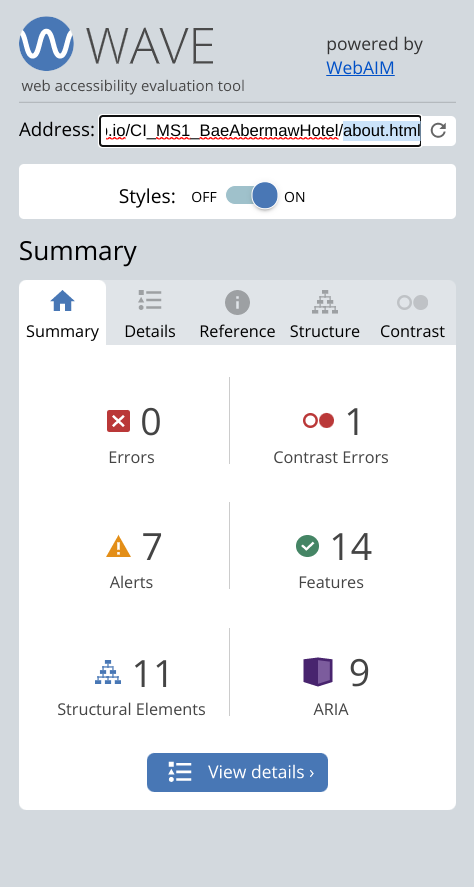 WAVE
web accessibility evaluation tool
powered by
WebAIM
Address: .io/CI_MS1_BaeAbermawHotel/about.html
Styles: OFF ON
Summary
Summary Details Reference Structure Contrast
0 Errors
1 Contrast Errors
7 Alerts
14 Features
11 Structural Elements
9 ARIA
View details ›